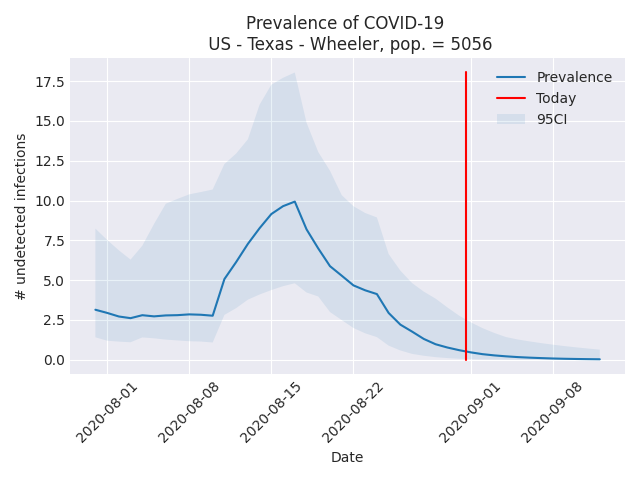 Prevalence of COVID-19
US - Texas - Wheeler, pop. = 5056
# undetected infections
17.5
15.0
12.5
10.0
7.5
5.0
2.5
0.0
Prevalence
Today
95CI
2020-08-01
2020-08-08
2020-08-15
2020-08-22
2020-09-01
2020-09-08
Date